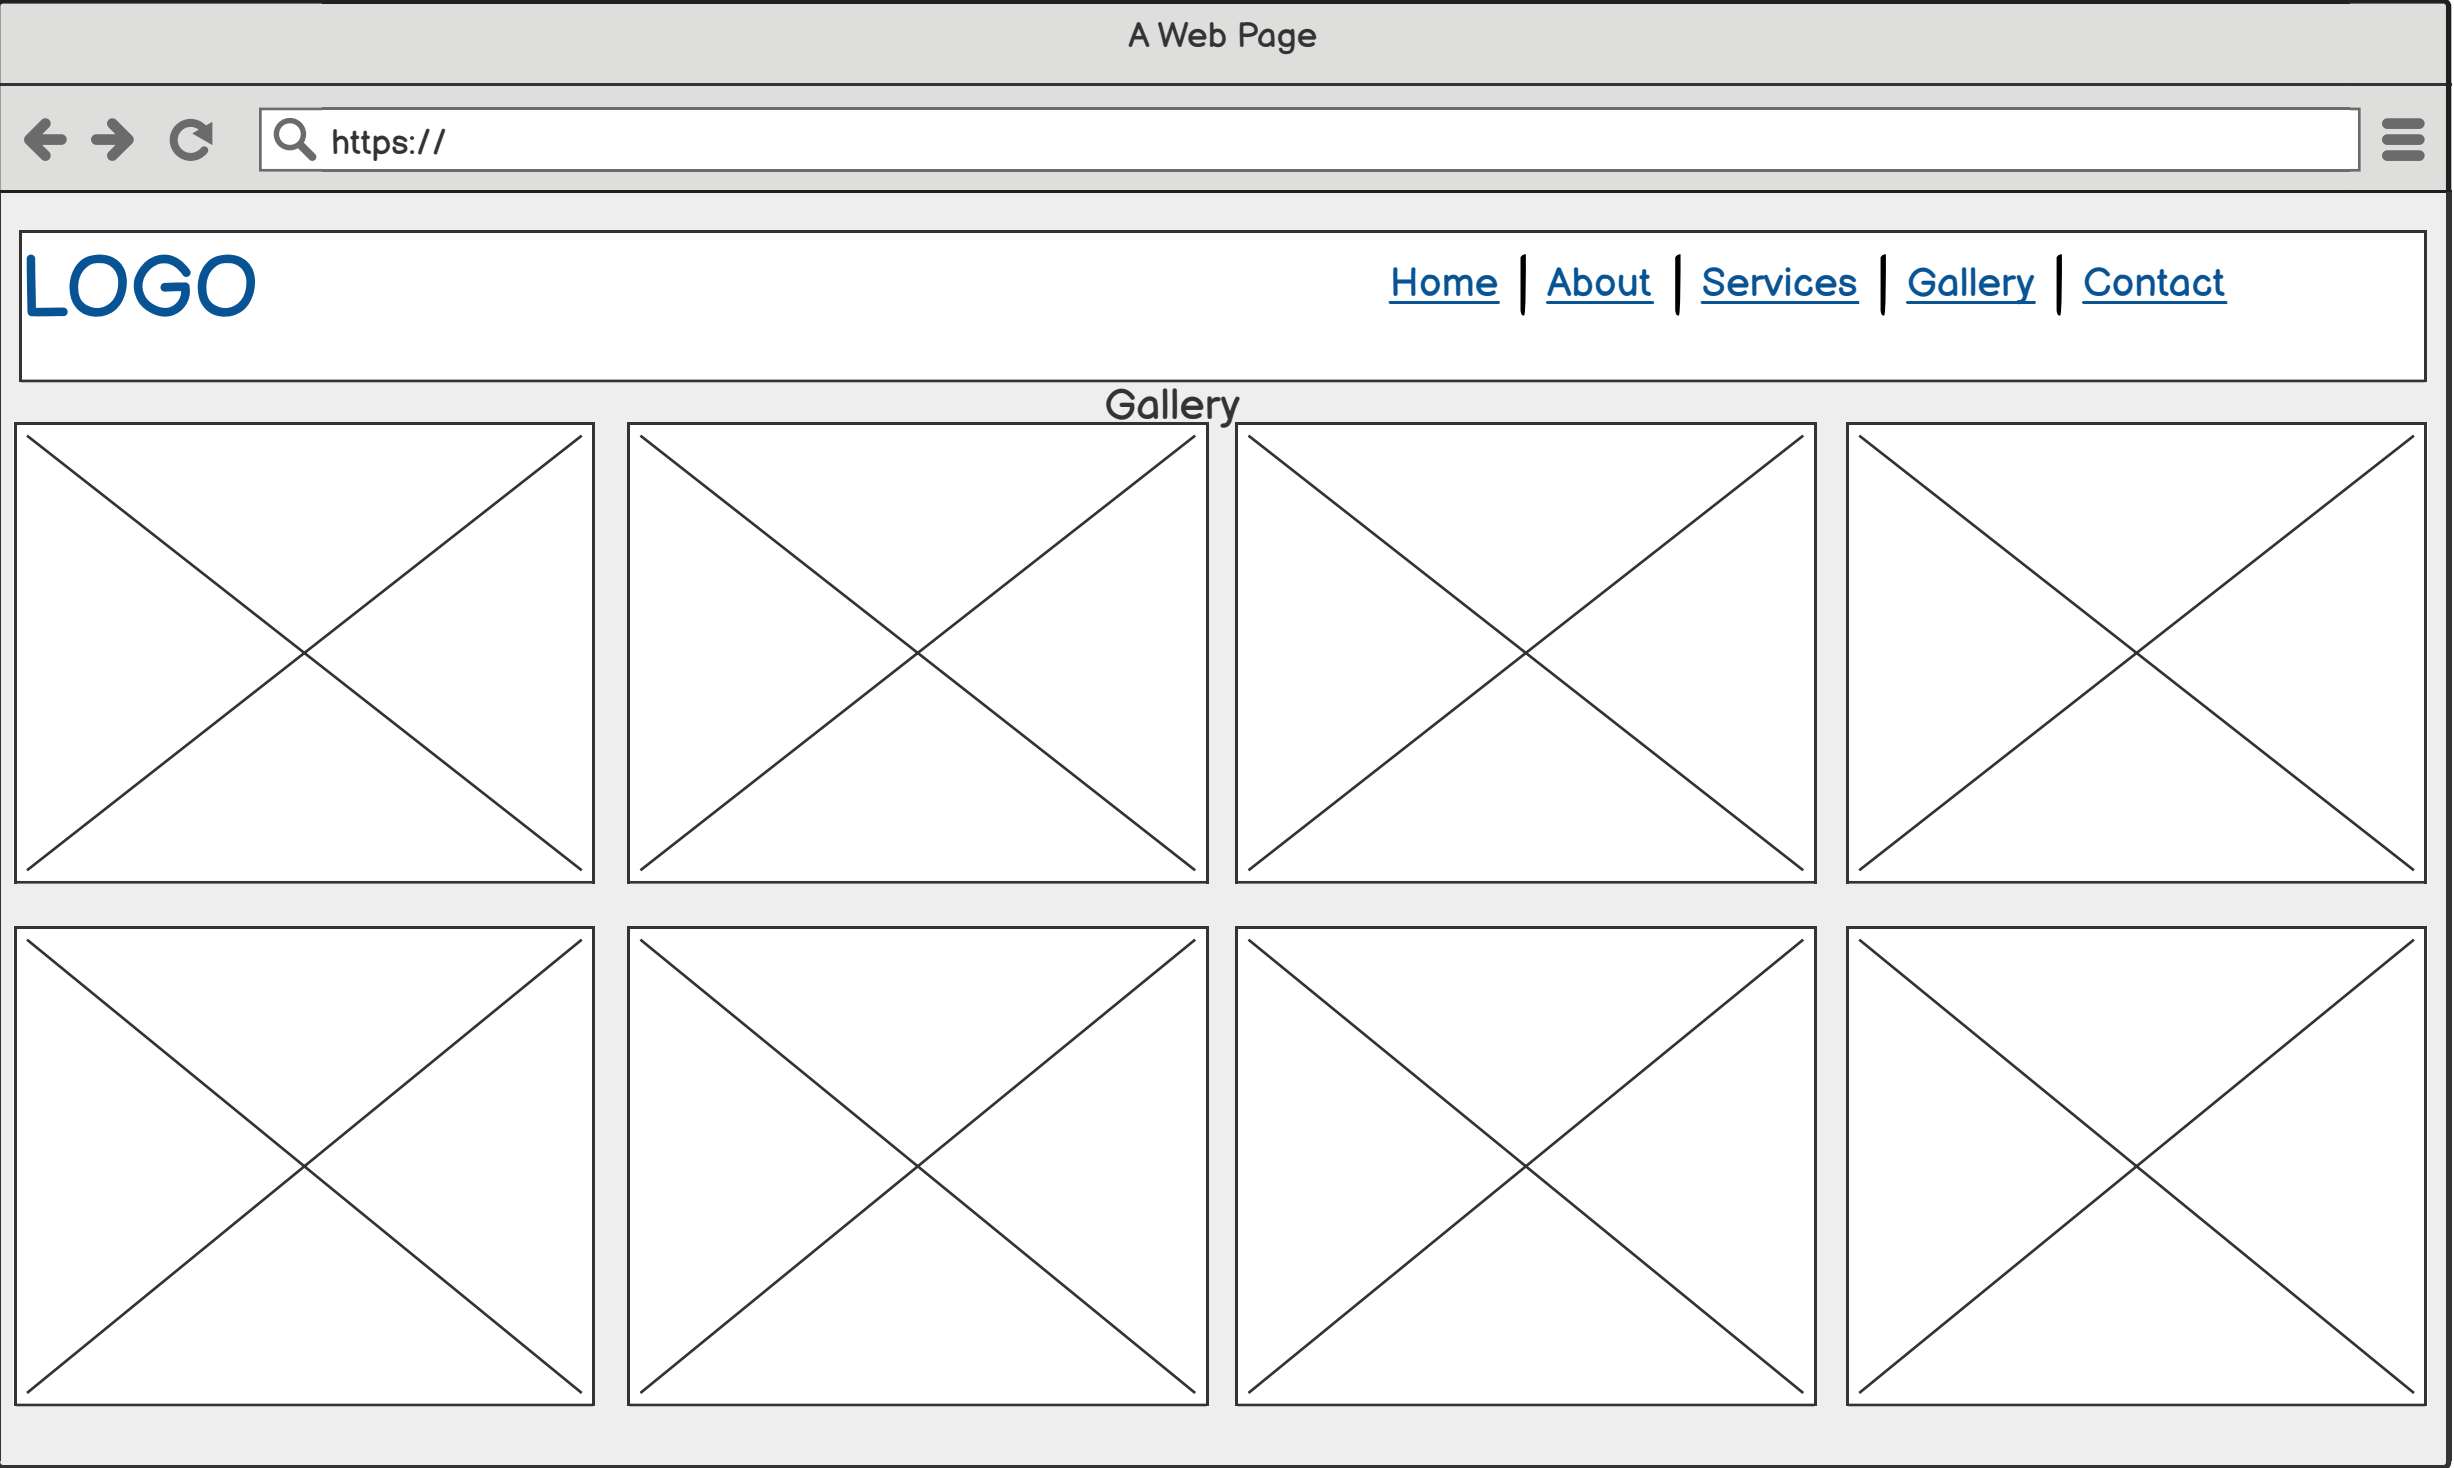 A Web Page
https://
LOGO
Home | About | Services | Gallery | Contact
Gallery